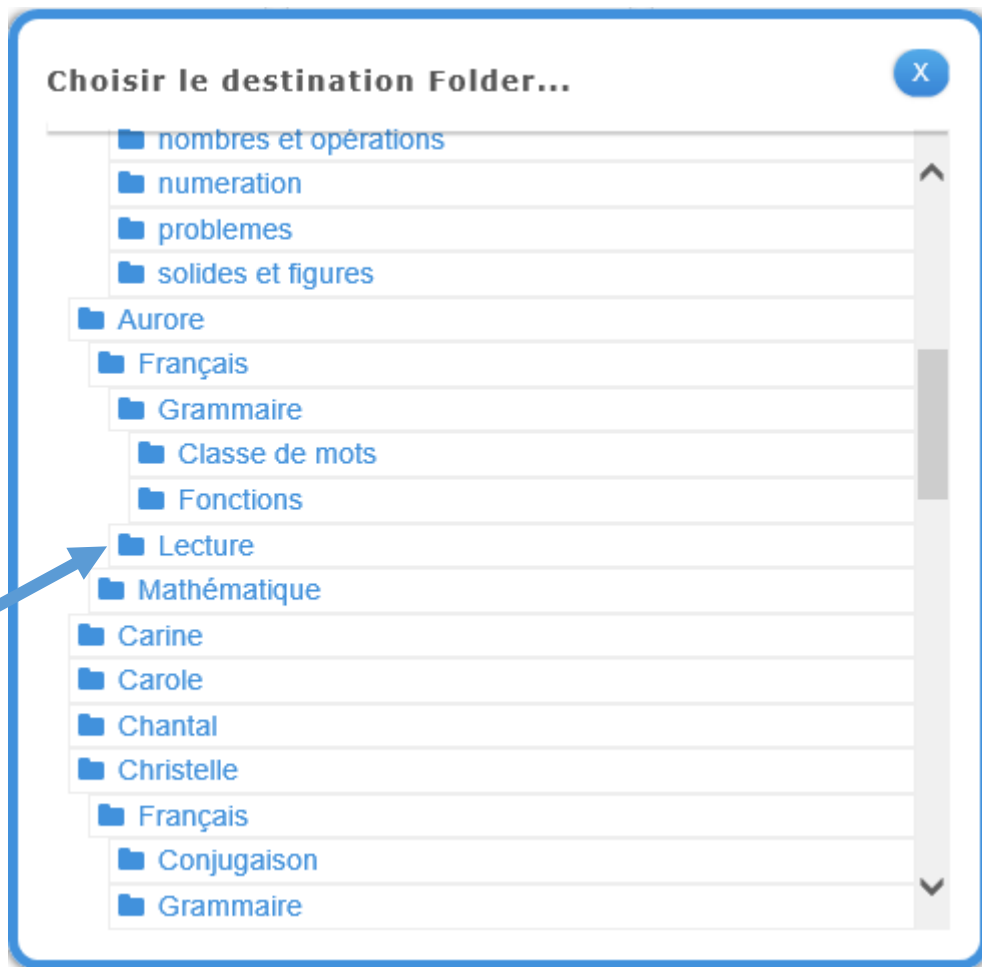 Choisir le destination Folder...
X
nombres et opérations
numeration
problemes
solides et figures
Aurore
Français
Grammaire
Classe de mots
Fonctions
Lecture
Mathématique
Carine
Carole
Chantal
Christelle
Français
Conjugaison
Grammaire